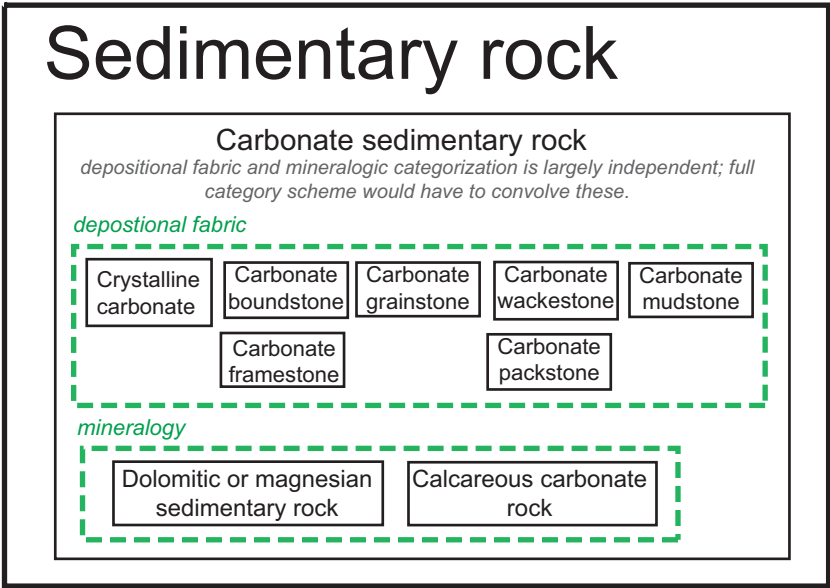 Sedimentary rock
Carbonate sedimentary rock
depositional fabric and mineralogic categorization is largely independent; full
category scheme would have to convolve these.
depostional fabric
Crystalline
carbonate
Carbonate
boundstone
Carbonate
grainstone
Carbonate
wackestone
Carbonate
mudstone
Carbonate
framestone
Carbonate
packstone
mineralogy
Dolomitic or magnesian
sedimentary rock
Calcareous carbonate
rock